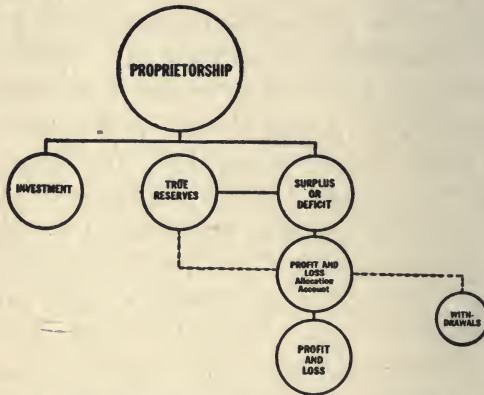 PROPRIETORSHIP
INVESTMENT
TRUE
RESERVES
SURPLUS
OR
DEFICIT
PROFIT AND
LOSS
Allocation
Account
WITH-
DRAWALS
PROFIT
AND
LOSS